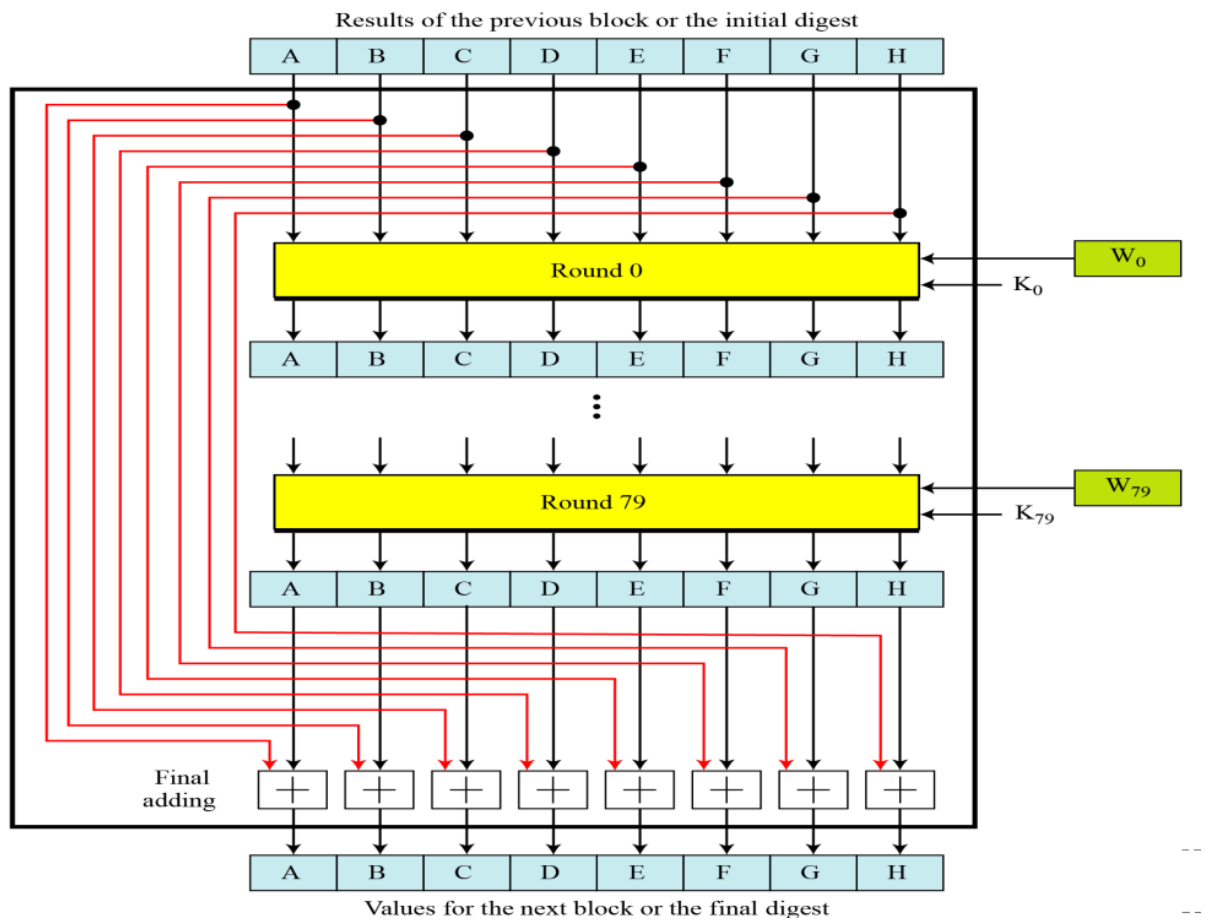 Results of the previous block or the initial digest
A B C D E F G H
Round 0
W0
K0
A B C D E F G H
Round 79
W79
K79
A B C D E F G H
Final
adding
A B C D E F G H
Values for the next block or the final digest